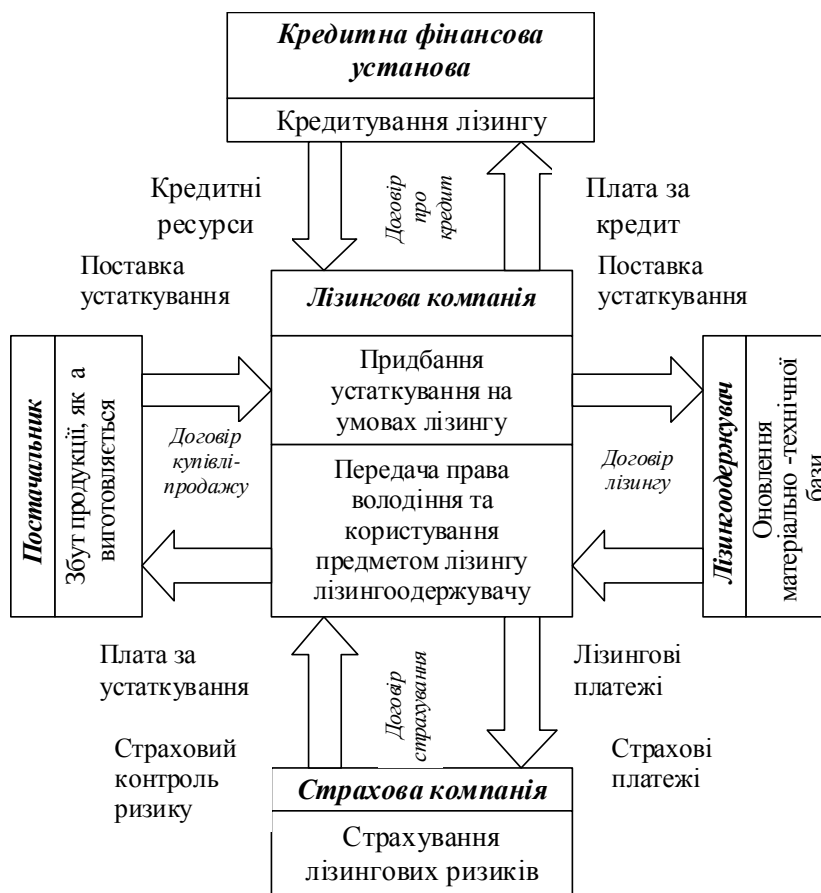 Кредитна фінансова
установа
Кредитування лізингу
Кредитні
ресурси
Договір
про
кредит
Плата за
кредит
Поставка
устаткування
Лізингова компанія
Поставка
устаткування
Постачальник
Збут продукції, як а
виготовляється
Придбання
устаткування на
умовах лізингу
Договір
купівлі-
продажу
Передача права
володіння та
користування
предметом лізингу
лізингоодержувачу
Договір
лізингу
Лізингоодержувач
Оновлення
матеріально -технічної
бази
Плата за
устаткування
Договір
страхування
Лізингові
платежі
Страховий
контроль
ризику
Страхові
платежі
Страхова компанія
Страхування
лізингових ризиків